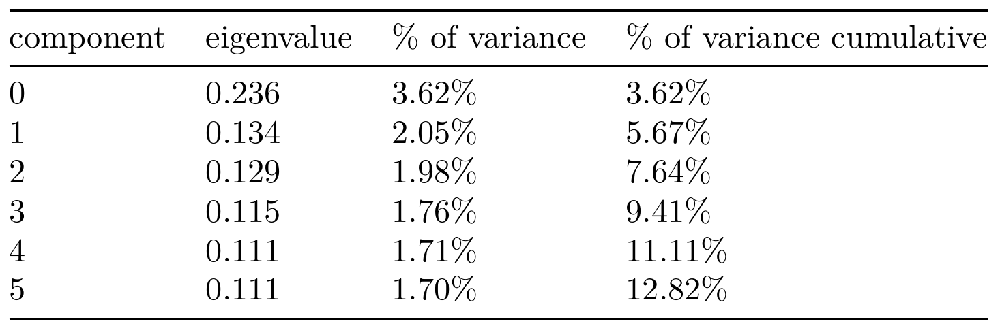 component eigenvalue % of variance % of variance cumulative
0 0.236 3.62% 3.62%
1 0.134 2.05% 5.67%
2 0.129 1.98% 7.64%
3 0.115 1.76% 9.41%
4 0.111 1.71% 11.11%
5 0.111 1.70% 12.82%